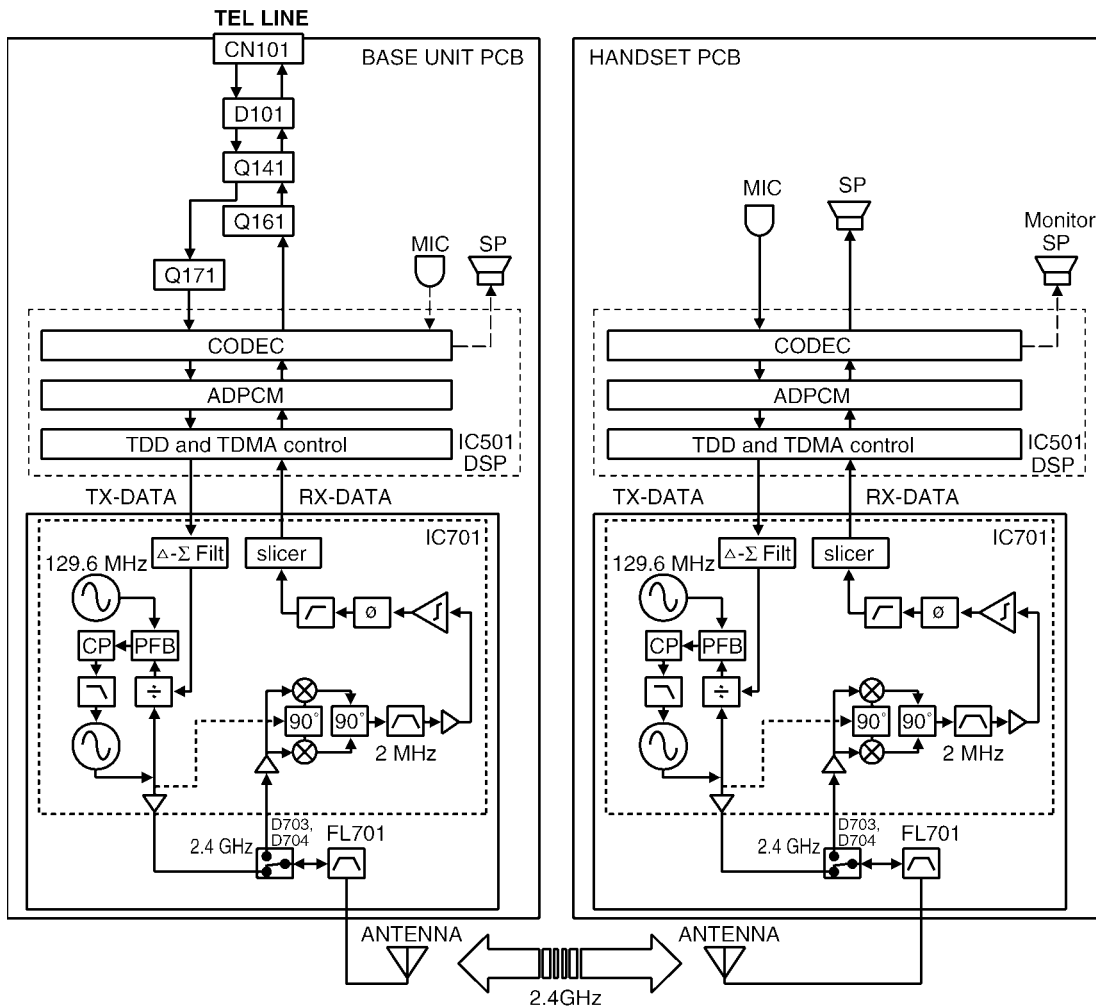 TEL LINE
CN101
BASE UNIT PCB
D101
Q141
Q161
Q171
MIC
SP
CODEC
ADPCM
TDD and TDMA control
IC501
DSP
TX-DATA
RX-DATA
IC701
Δ-Σ Filt
slicer
129.6 MHz
ø
CP
PFB
÷
90°
90°
2 MHz
D703,
D704
2.4 GHz
FL701
ANTENNA
HANDSET PCB
MIC
SP
Monitor
SP
CODEC
ADPCM
TDD and TDMA control
IC501
DSP
TX-DATA
RX-DATA
IC701
Δ-Σ Filt
slicer
129.6 MHz
ø
CP
PFB
÷
90°
90°
2 MHz
D703,
D704
2.4 GHz
FL701
ANTENNA
2.4GHz